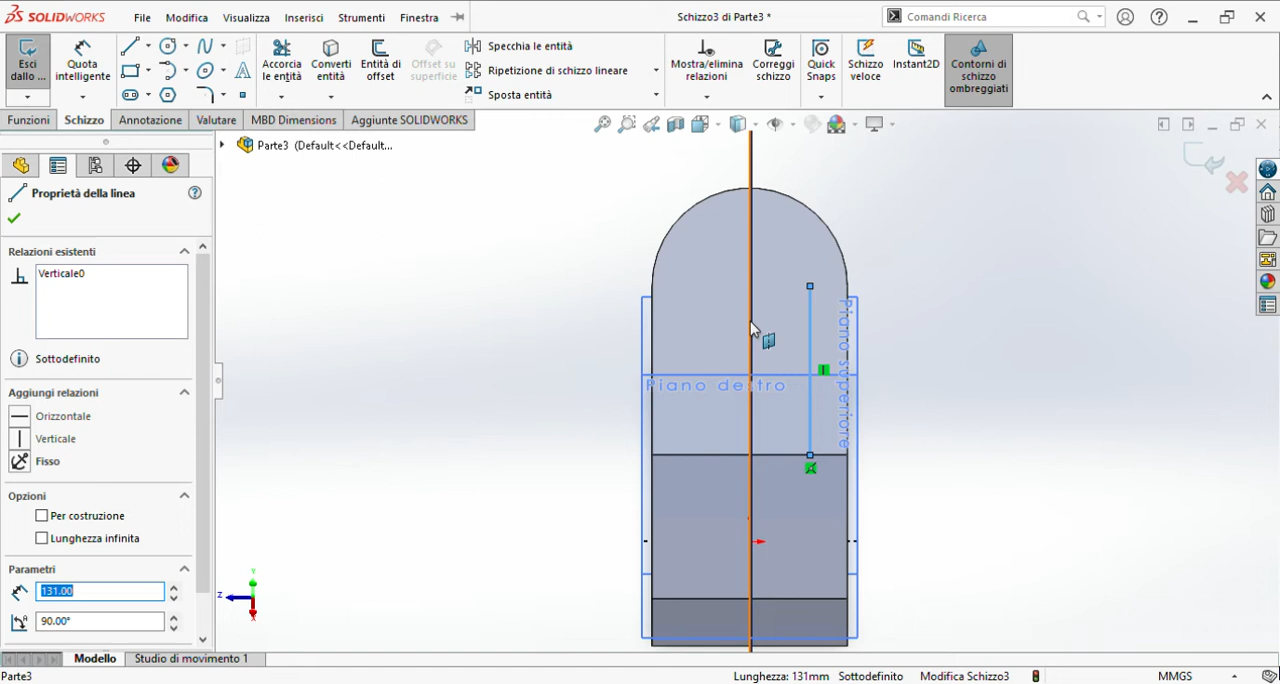 SOLIDWORKS File Modifica Visualizza Inserisci Strumenti Finestra Schizzo3 di Parte3 * Comandi Ricerca
Esci dallo ...
Quota intelligente
Accorcia le entità
Converti entità
Entità di offset
Offset su superficie
Specchia le entità
Ripetizione di schizzo lineare
Sposta entità
Mostra/elimina relazioni
Correggi schizzo
Quick Snaps
Schizzo veloce
Instant2D
Contorni di schizzo ombreggiati
Funzioni Schizzo Annotazione Valutare MBD Dimensions Aggiunte SOLIDWORKS
Parte3 (Default<<Default...
Proprietà della linea
Relazioni esistenti
Verticale0
Sottodefinito
Aggiungi relazioni
Orizzontale
Verticale
Fisso
Opzioni
Per costruzione
Lunghezza infinita
Parametri
131.00
90.00°
Piano destro
Piano superiore
Y
Z
X
Modello Studio di movimento 1
Parte3 Lunghezza: 131mm Sottodefinito Modifica Schizzo3 MMGS